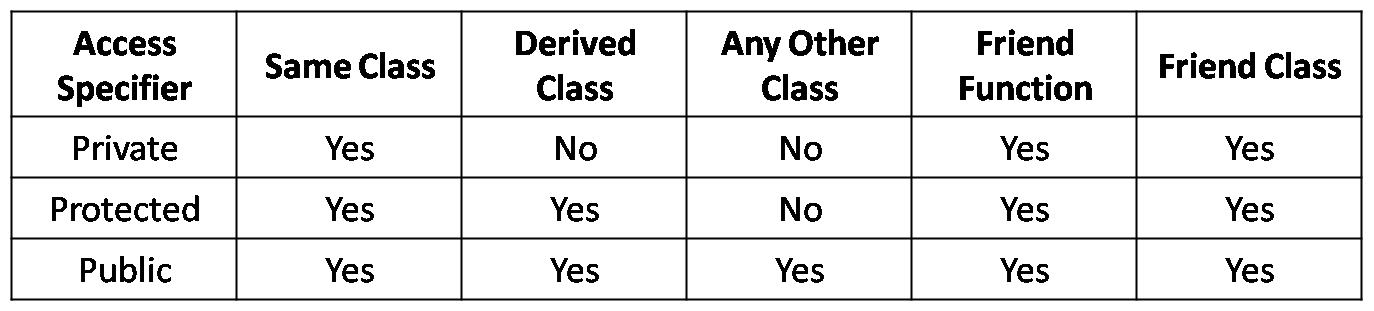 Access Specifier Same Class Derived Class Any Other Class Friend Function Friend Class
Private Yes No No Yes Yes
Protected Yes Yes No Yes Yes
Public Yes Yes Yes Yes Yes